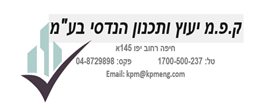 ק.פ.מ יעוץ ותכנון הנדסי בע"מ
חיפה רחוב יפו 145א
טל: 1700-500-237 פקס: 04-8729898
Email: kpm@kpmeng.com